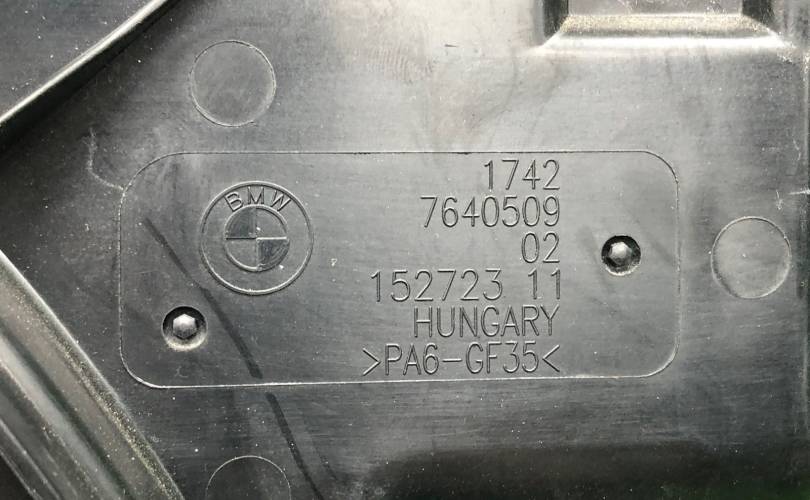 BMW
1742
7640509
02
152723 11
HUNGARY
>PA6-GF35<